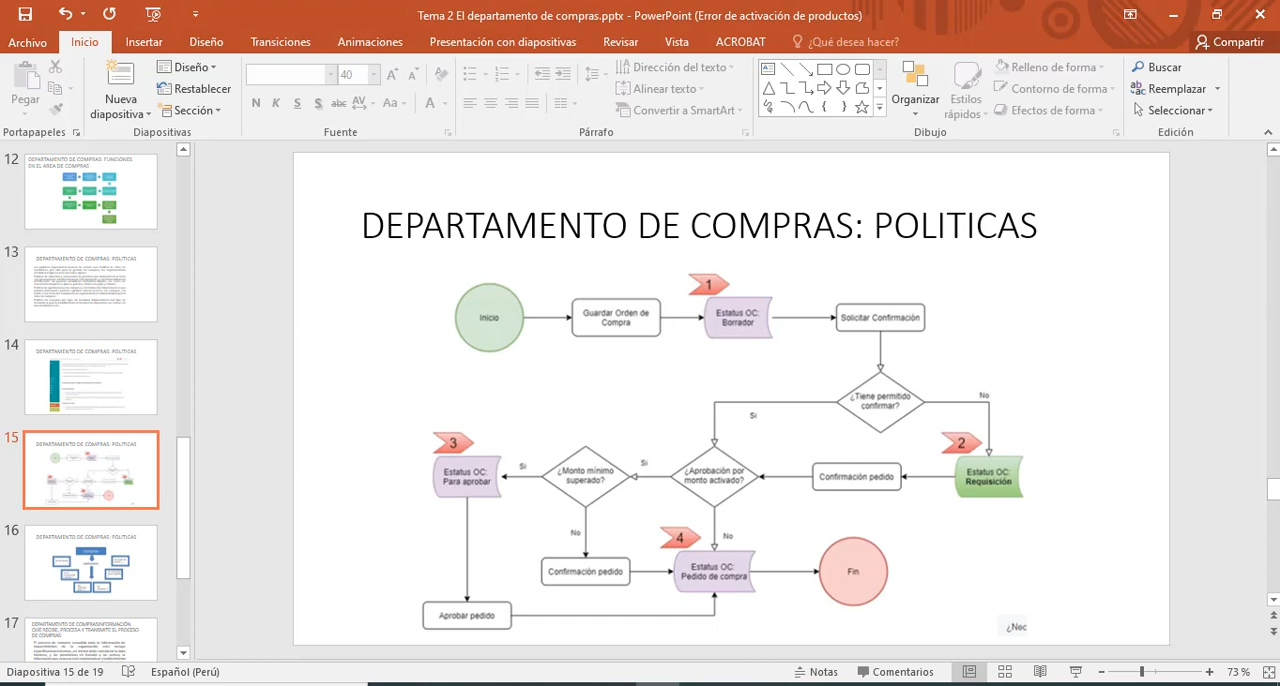 Tema 2 El departamento de compras.pptx - PowerPoint (Error de activación de productos)
Archivo Inicio Insertar Diseño Transiciones Animaciones Presentación con diapositivas Revisar Vista ACROBAT ¿Qué desea hacer? Compartir
Pegar
Nueva diapositiva
Diseño
Restablecer
Sección
40
N K S S abc AV Aa A
Dirección del texto
Alinear texto
Convertir a SmartArt
Organizar
Estilos rápidos
Relleno de forma
Contorno de forma
Efectos de forma
Buscar
Reemplazar
Seleccionar
Portapapeles Diapositivas Fuente Párrafo Dibujo Edición
12
DEPARTAMENTO DE COMPRAS: FUNCIONES
EN EL AREA DE COMPRAS
13
DEPARTAMENTO DE COMPRAS: POLITICAS
14
DEPARTAMENTO DE COMPRAS: POLITICAS
15
DEPARTAMENTO DE COMPRAS: POLITICAS
16
DEPARTAMENTO DE COMPRAS: POLITICAS
17
DEPARTAMENTO DE COMPRASINFORMACIÓN
QUE RECIBE, PROCESA Y TRANSMITE EL PROCESO
DE COMPRAS
DEPARTAMENTO DE COMPRAS: POLITICAS
Inicio
Guardar Orden de
Compra
1
Estatus OC:
Borrador
Solicitar Confirmación
¿Tiene permitido
confirmar?
Si
No
2
Estatus OC:
Requisición
Confirmación pedido
¿Aprobación por
monto activado?
Si
¿Monto mínimo
superado?
Si
3
Estatus OC:
Para aprobar
No
No
Confirmación pedido
4
Estatus OC:
Pedido de compra
Fin
Aprobar pedido
¿Nec
Diapositiva 15 de 19 Español (Perú) Notas Comentarios 73 %